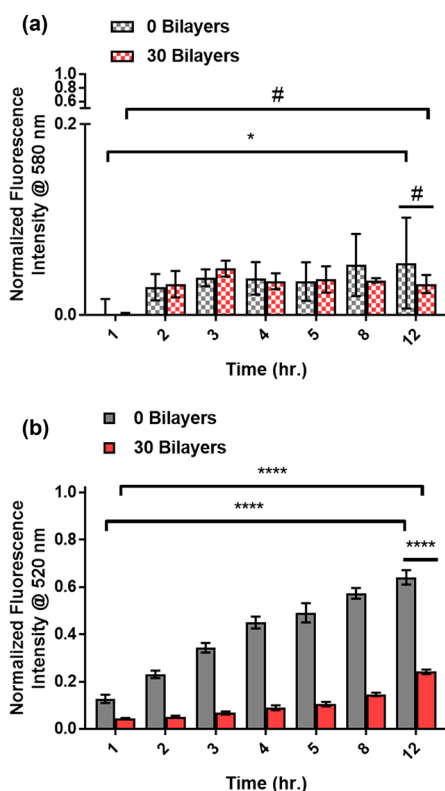 (a)
0 Bilayers
30 Bilayers
Normalized Fluorescence
Intensity @ 580 nm
1.0
0.8
0.6
0.2
0.0
#
*
#
1 2 3 4 5 8 12
Time (hr.)
(b)
0 Bilayers
30 Bilayers
Normalized Fluorescence
Intensity @ 520 nm
1.0
0.8
0.6
0.4
0.2
0.0
****
****
****
1 2 3 4 5 8 12
Time (hr.)